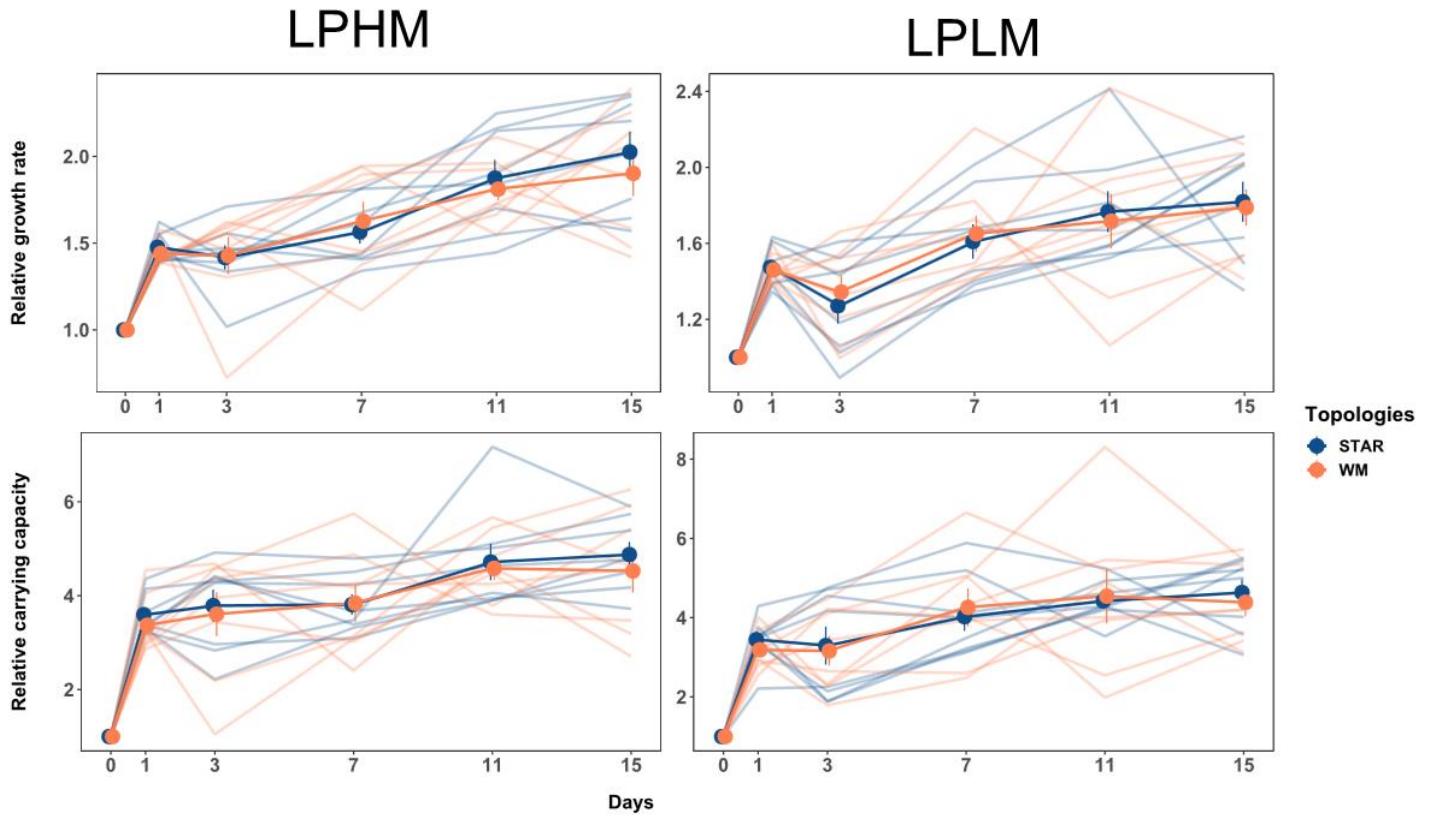 LPHM
LPLM
Relative growth rate
2.0
1.5
1.0
0 1 3 7 11 15
2.4
2.0
1.6
1.2
0 1 3 7 11 15
Topologies
STAR
WM
Relative carrying capacity
6
4
2
0 1 3 7 11 15
8
6
4
2
0 1 3 7 11 15
Days